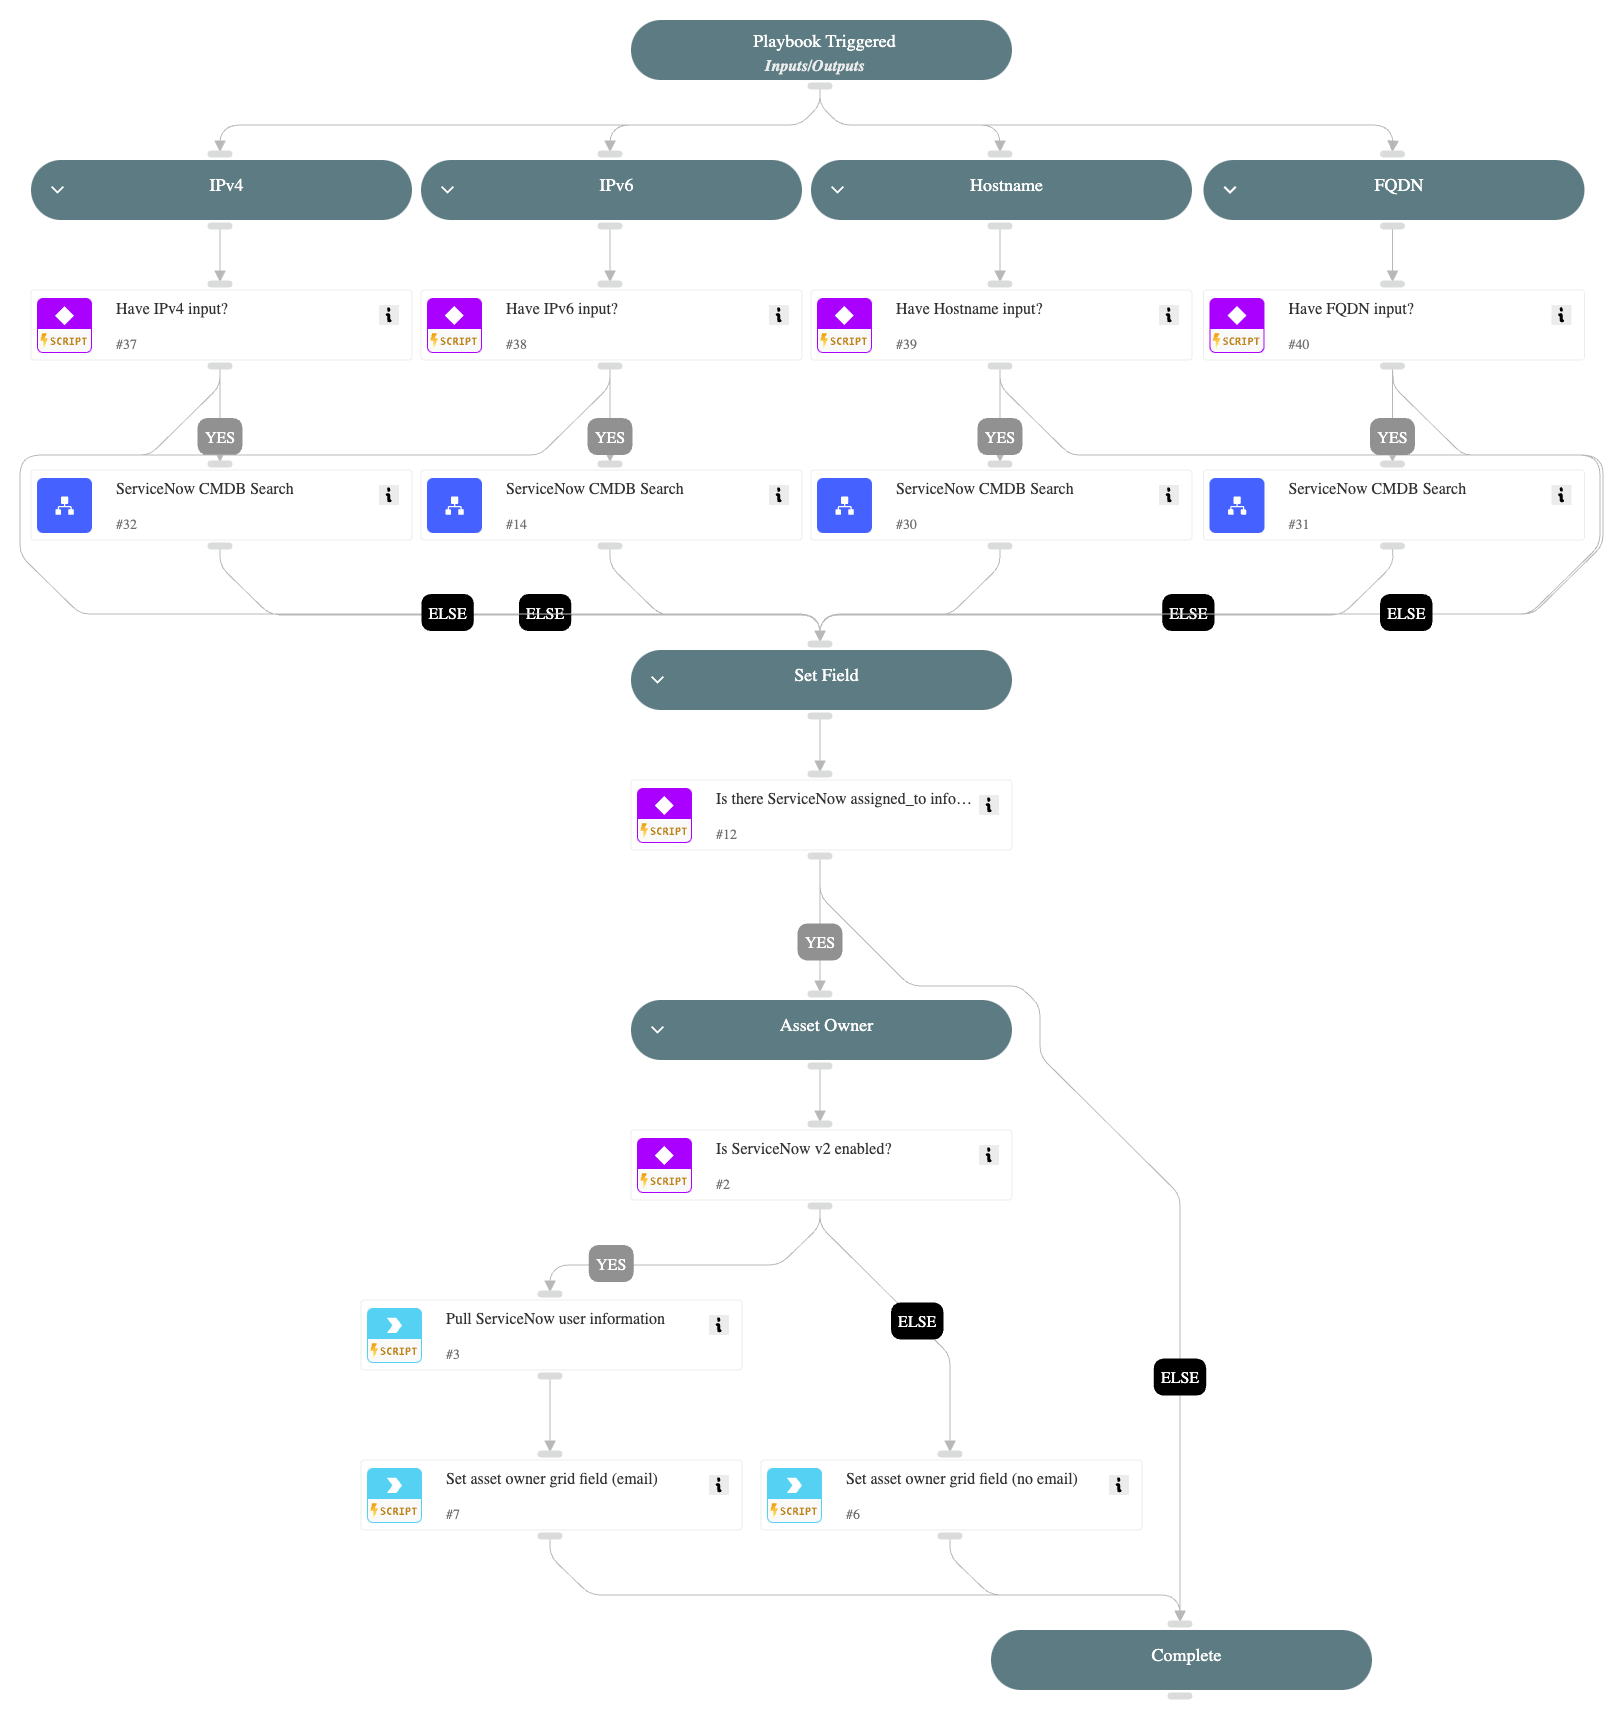 Playbook Triggered
Inputs/Outputs
IPv4
IPv6
Hostname
FQDN
Have IPv4 input?
SCRIPT
#37
Have IPv6 input?
SCRIPT
#38
Have Hostname input?
SCRIPT
#39
Have FQDN input?
SCRIPT
#40
YES
YES
YES
YES
ServiceNow CMDB Search
#32
ServiceNow CMDB Search
#14
ServiceNow CMDB Search
#30
ServiceNow CMDB Search
#31
ELSE
ELSE
ELSE
ELSE
Set Field
Is there ServiceNow assigned_to info…
SCRIPT
#12
YES
Asset Owner
Is ServiceNow v2 enabled?
SCRIPT
#2
YES
Pull ServiceNow user information
SCRIPT
#3
ELSE
ELSE
Set asset owner grid field (email)
SCRIPT
#7
Set asset owner grid field (no email)
SCRIPT
#6
Complete